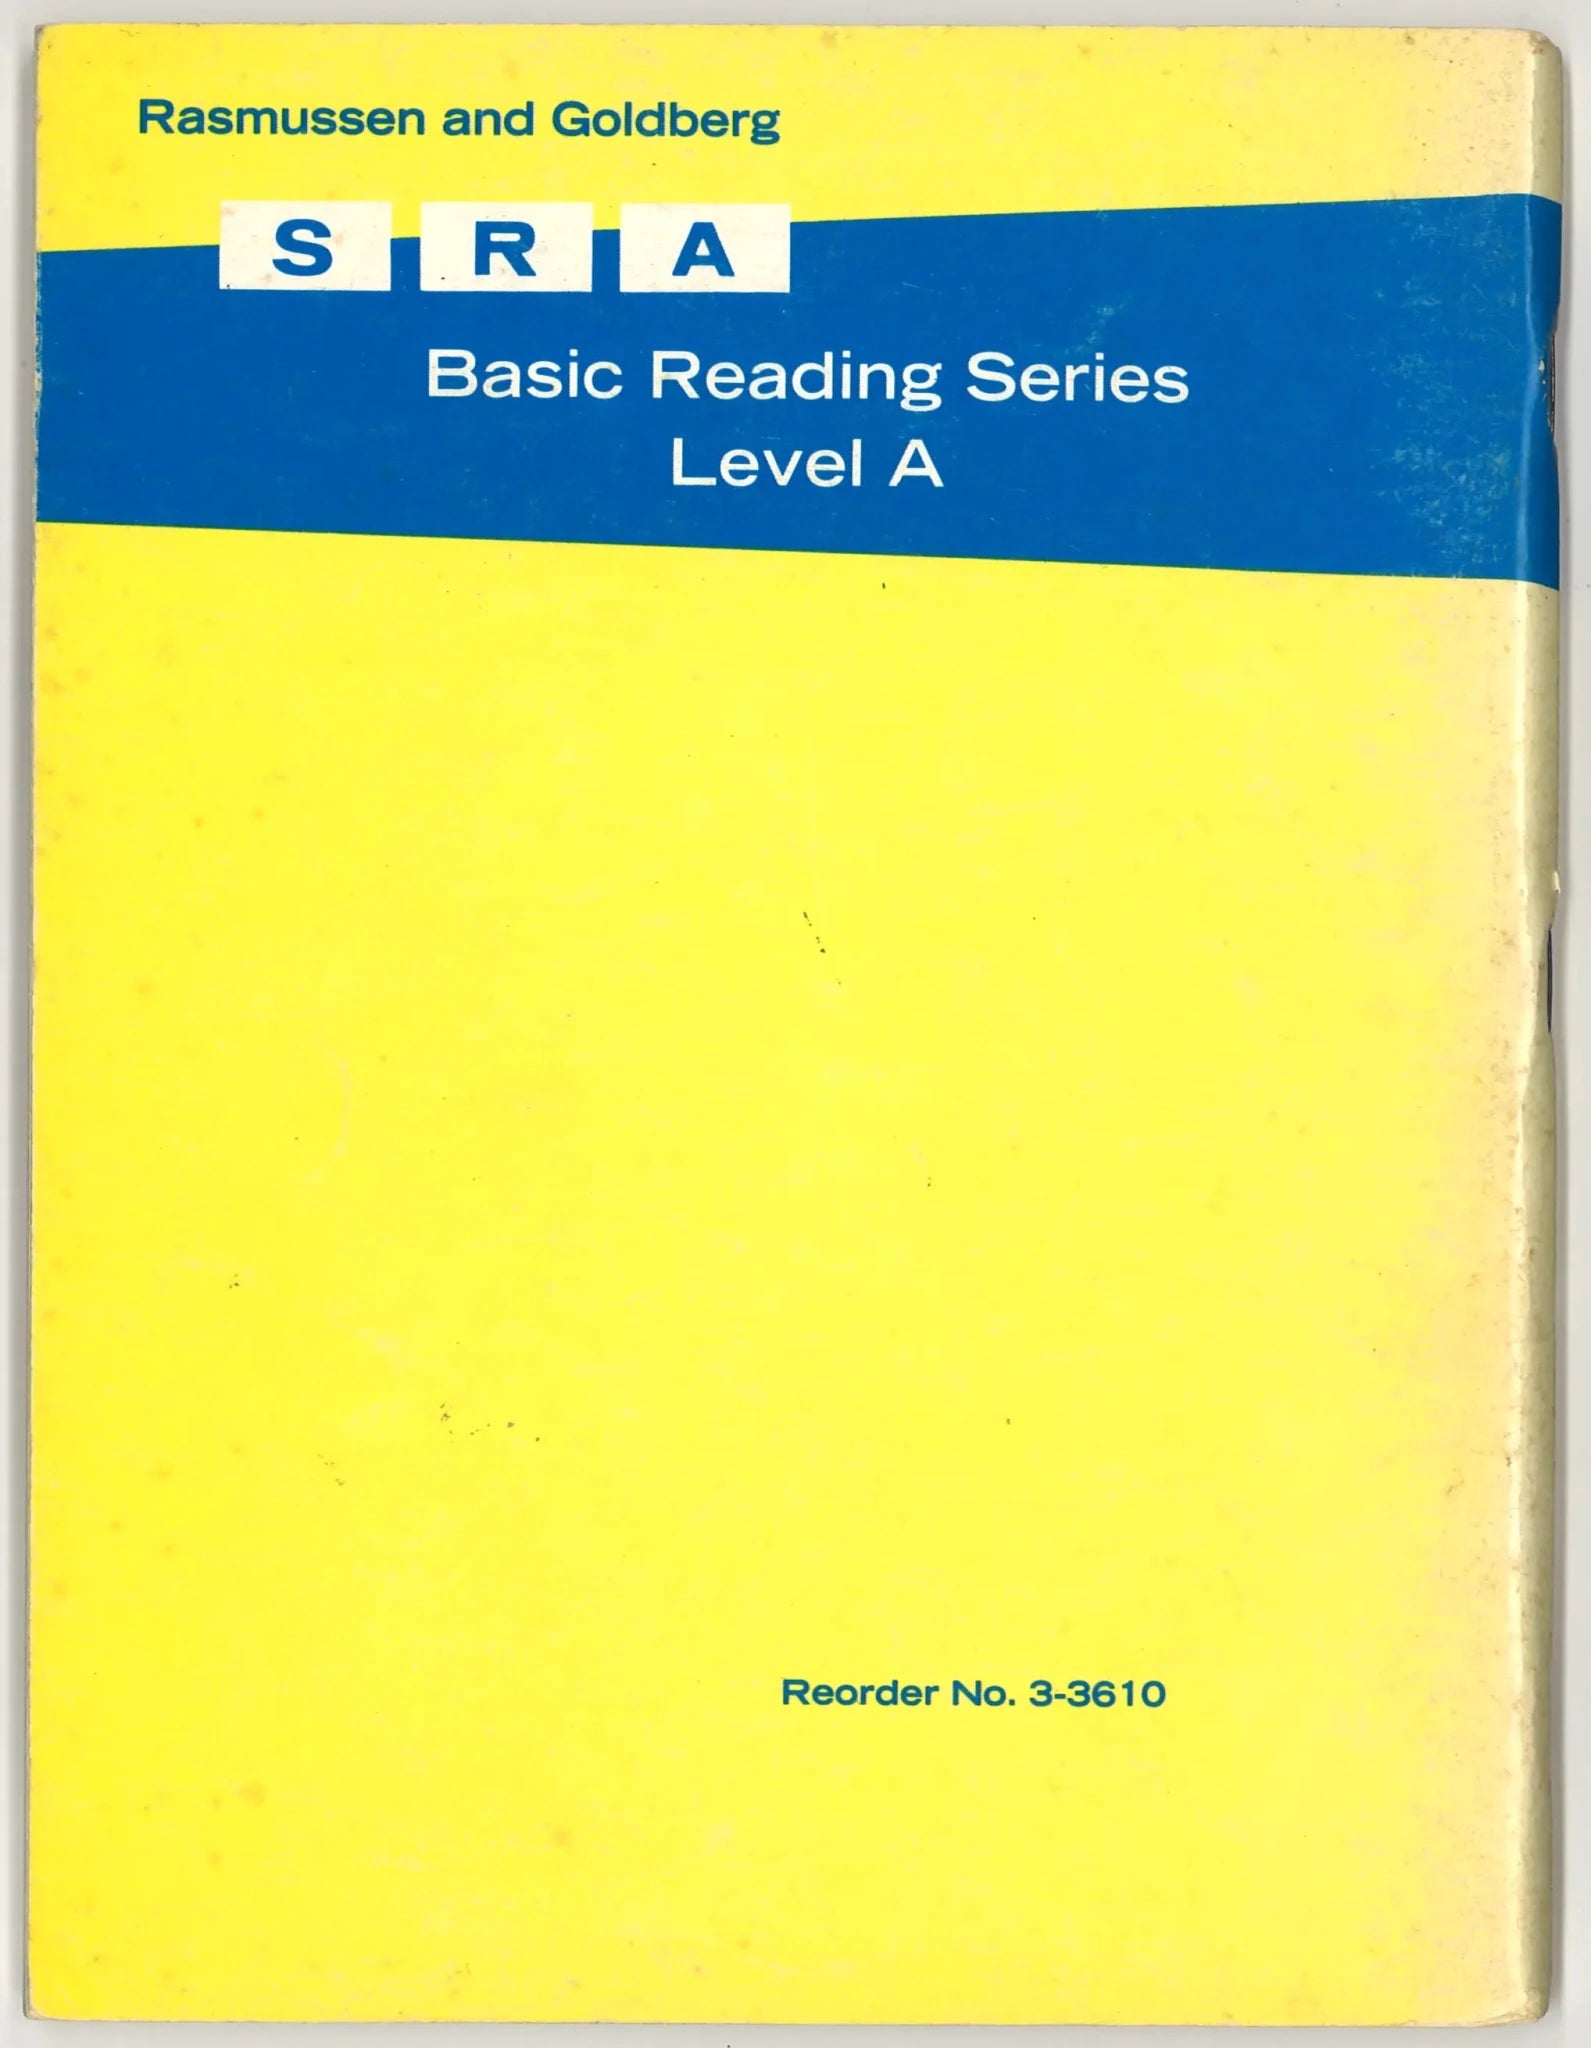 Rasmussen and Goldberg
S R A
Basic Reading Series
Level A
Reorder No. 3-3610